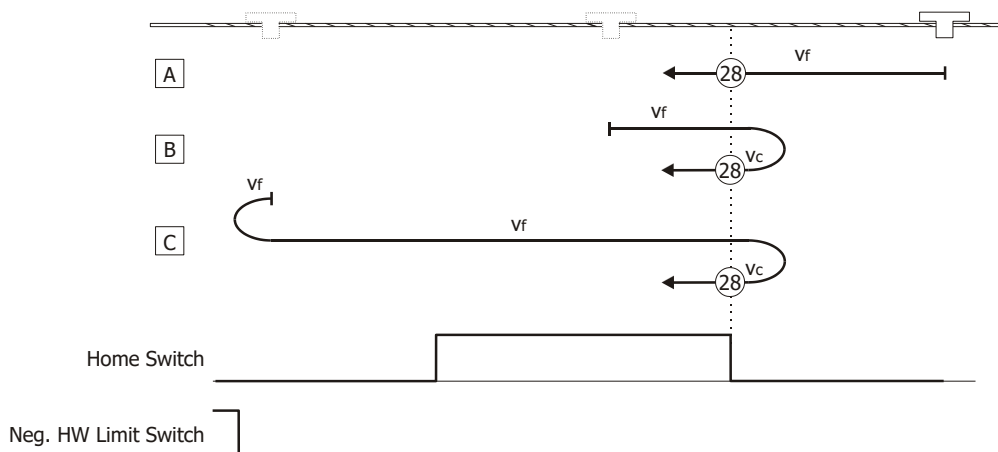 A
Vf
28
Vf
B
Vc
28
Vf
C
Vf
Vc
28
Home Switch
Neg. HW Limit Switch